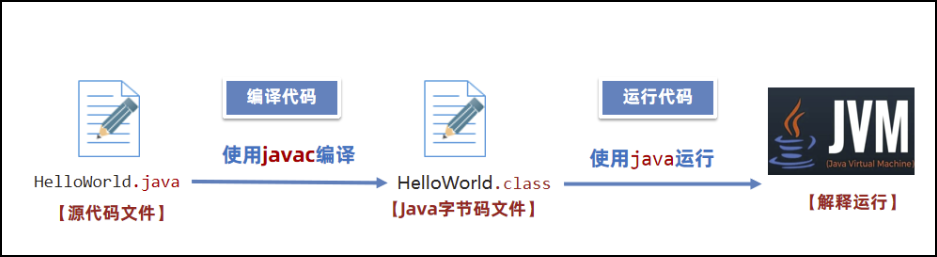 编译代码
运行代码
使用javac编译
使用java运行
JVM
(Java Virtual Machine)
HelloWorld.java
HelloWorld.class
【源代码文件】
【Java字节码文件】
【解释运行】